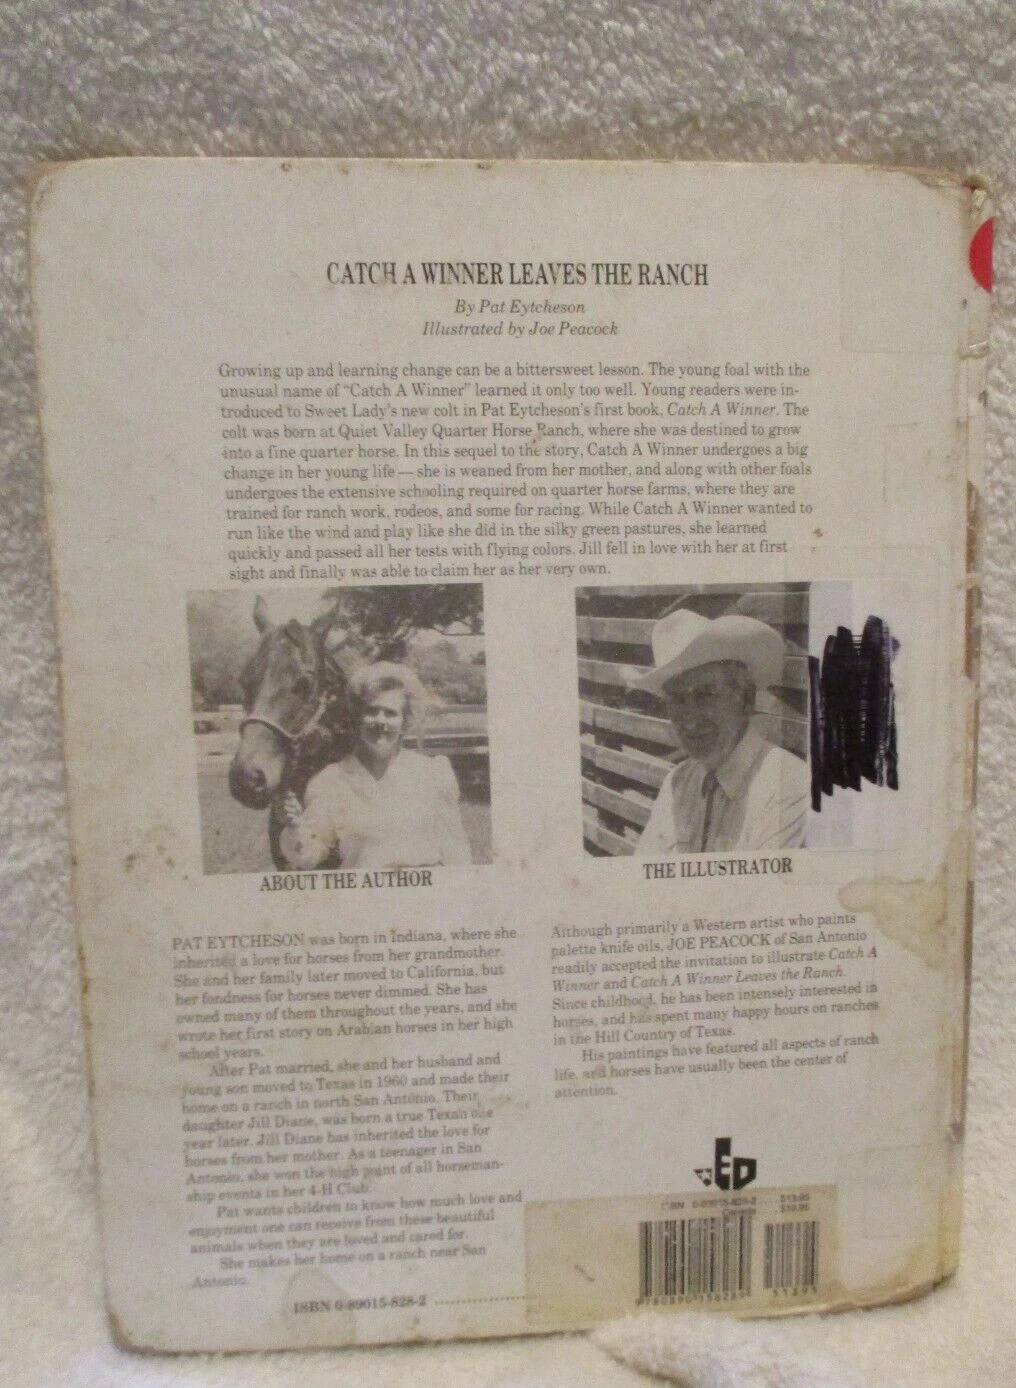 CATCH A WINNER LEAVES THE RANCH
By Pat Eytcheson
Illustrated by Joe Peacock
Growing up and learning change can be a bittersweet lesson. The young foal with the
unusual name of "Catch A Winner" learned it only too well. Young readers were in-
troduced to Sweet Lady's new colt in Pat Eytcheson's first book, Catch A Winner. The
colt was born at Quiet Valley Quarter Horse Ranch, where she was destined to grow
into a fine quarter horse. In this sequel to the story, Catch A Winner undergoes a big
change in her young life — she is weaned from her mother, and along with other foals
undergoes the extensive schooling required on quarter horse farms, where they are
trained for ranch work, rodeos, and some for racing. While Catch A Winner wanted to
run like the wind and play like she did in the silky green pastures, she learned
quickly and passed all her tests with flying colors. Jill fell in love with her at first
sight and finally was able to claim her as her very own.
ABOUT THE AUTHOR
PAT EYTCHESON was born in Indiana, where she
inherited a love for horses from her grandmother.
She and her family later moved to California, but
her fondness for horses never dimmed. She has
owned many of them throughout the years, and she
wrote her first story on Arabian horses in her high
school years.
After Pat married, she and her husband and
young son moved to Texas in 1960 and made their
home on a ranch in north San Antonio. Their
daughter Jill Diane, was born a true Texan one
year later. Jill Diane has inherited the love for
horses from her mother. As a teenager in San
Antonio, she won the high point of all horseman-
ship events in her 4-H Club.
Pat wants children to know how much love and
enjoyment one can receive from these beautiful
animals when they are loved and cared for.
She makes her home on a ranch near San
Antonio.
ISBN 0-89015-828-2
THE ILLUSTRATOR
Although primarily a Western artist who paints
palette knife oils, JOE PEACOCK of San Antonio
readily accepted the invitation to illustrate Catch A
Winner and Catch A Winner Leaves the Ranch.
Since childhood, he has been intensely interested in
horses, and has spent many happy hours on ranches
in the Hill Country of Texas.
His paintings have featured all aspects of ranch
life, and horses have usually been the center of
attention.
ED
ISBN 0-89015-828-2 .... $13.95
Canada $19.95
9780890158289
51395